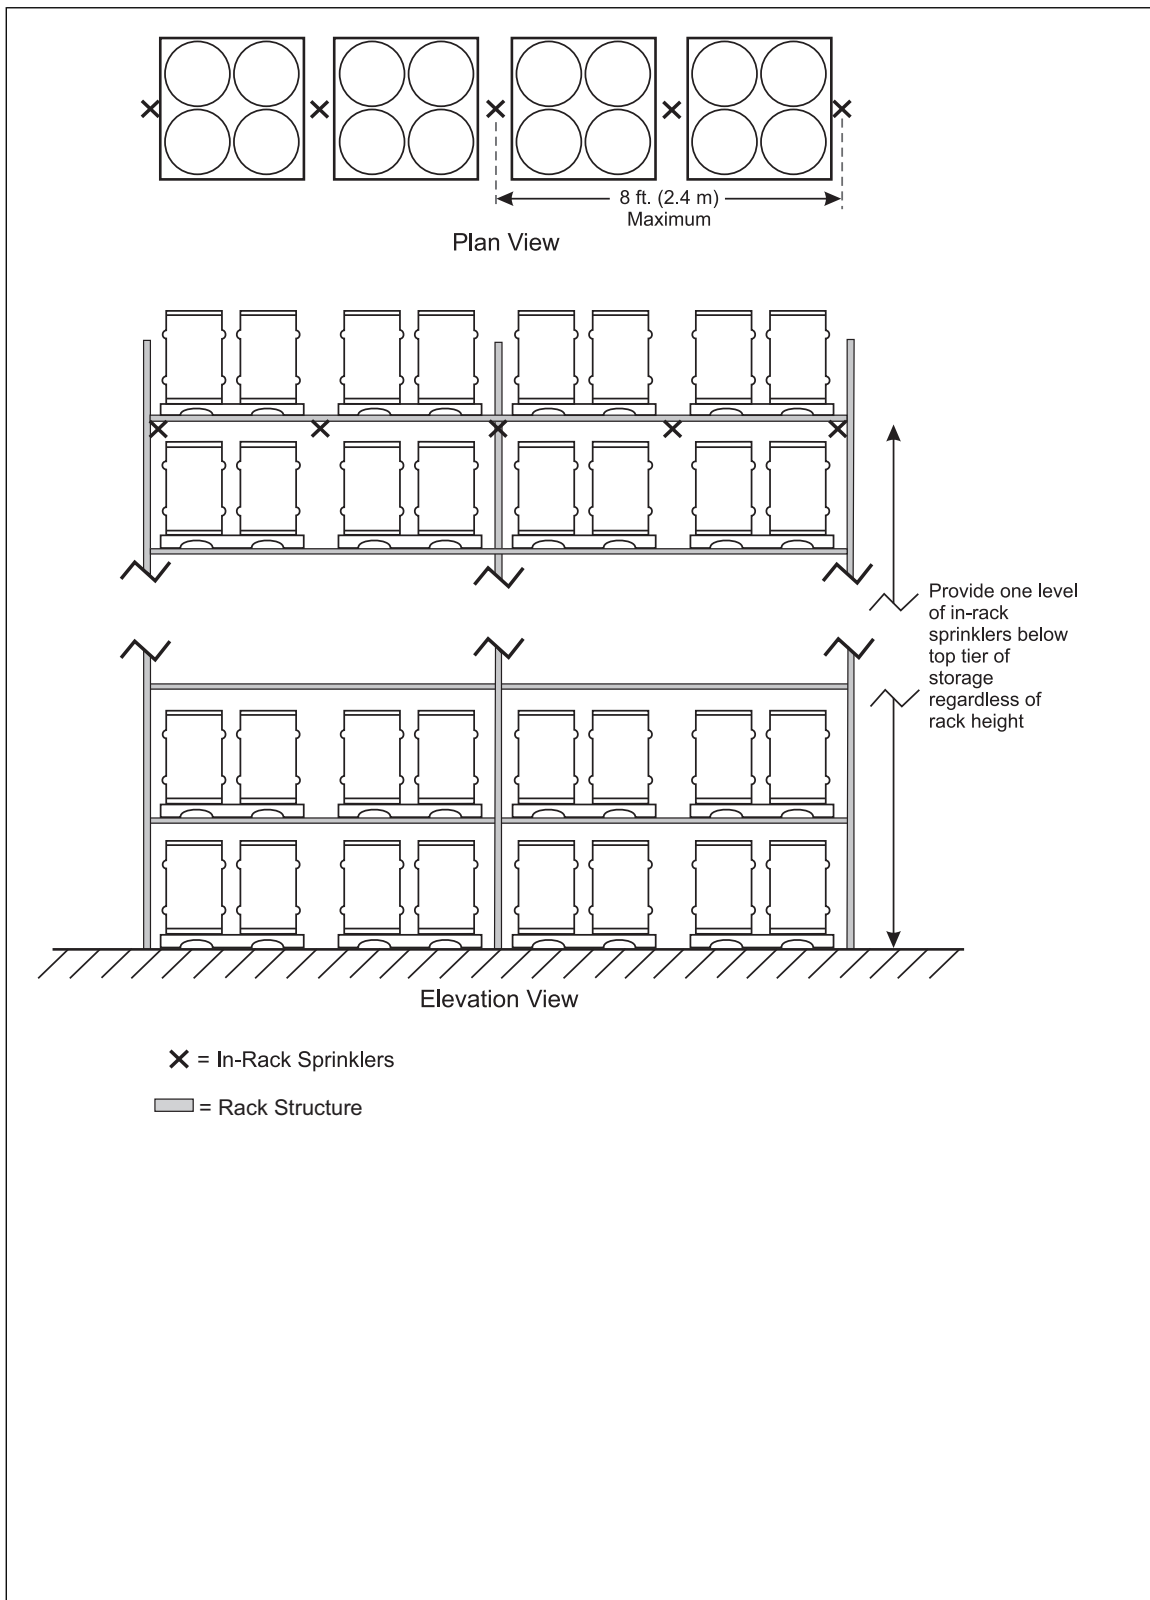 8 ft. (2.4 m)
Maximum
Plan View
Provide one level
of in-rack
sprinklers below
top tier of
storage
regardless of
rack height
Elevation View
= In-Rack Sprinklers
= Rack Structure